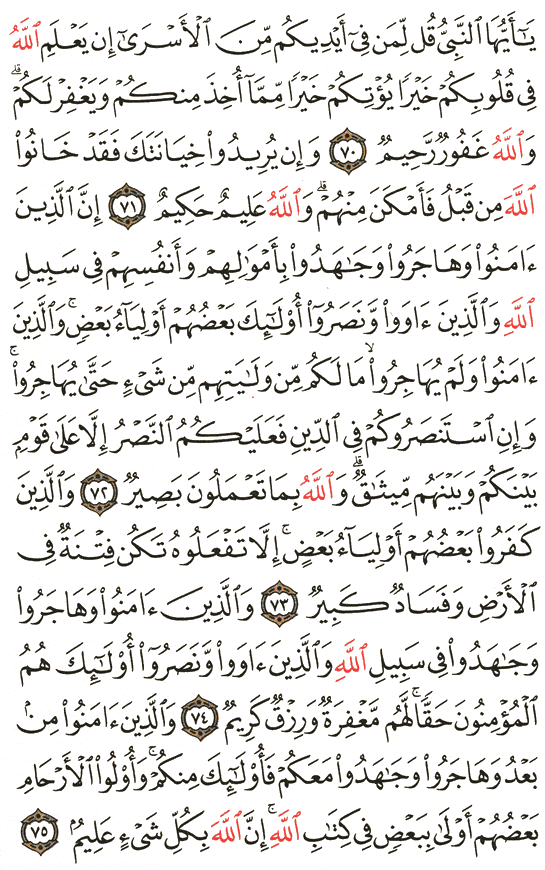 يَٰٓأَيُّهَا ٱلنَّبِيُّ قُل لِّمَن فِيٓ أَيۡدِيكُم مِّنَ ٱلۡأَسۡرَىٰٓ إِن يَعۡلَمِ ٱللَّهُ
فِي قُلُوبِكُمۡ خَيۡرٗا يُؤۡتِكُمۡ خَيۡرٗا مِّمَّآ أُخِذَ مِنكُمۡ وَيَغۡفِرۡ لَكُمۡۚ
وَٱللَّهُ غَفُورٞ رَّحِيمٞ ٧٠ وَإِن يُرِيدُواْ خِيَانَتَكَ فَقَدۡ خَانُواْ
ٱللَّهَ مِن قَبۡلُ فَأَمۡكَنَ مِنۡهُمۡۗ وَٱللَّهُ عَلِيمٌ حَكِيمٌ ٧١ إِنَّ ٱلَّذِينَ
ءَامَنُواْ وَهَاجَرُواْ وَجَٰهَدُواْ بِأَمۡوَٰلِهِمۡ وَأَنفُسِهِمۡ فِي سَبِيلِ
ٱللَّهِ وَٱلَّذِينَ ءَاوَواْ وَّنَصَرُوٓاْ أُوْلَٰٓئِكَ بَعۡضُهُمۡ أَوۡلِيَآءُ بَعۡضٖۚ وَٱلَّذِينَ
ءَامَنُواْ وَلَمۡ يُهَاجِرُواْ مَا لَكُم مِّن وَلَٰيَتِهِم مِّن شَيۡءٍ حَتَّىٰ يُهَاجِرُواْۚ
وَإِنِ ٱسۡتَنصَرُوكُمۡ فِي ٱلدِّينِ فَعَلَيۡكُمُ ٱلنَّصۡرُ إِلَّا عَلَىٰ قَوۡمِۭ
بَيۡنَكُمۡ وَبَيۡنَهُم مِّيثَٰقٞۗ وَٱللَّهُ بِمَا تَعۡمَلُونَ بَصِيرٞ ٧٢ وَٱلَّذِينَ
كَفَرُواْ بَعۡضُهُمۡ أَوۡلِيَآءُ بَعۡضٍۚ إِلَّا تَفۡعَلُوهُ تَكُن فِتۡنَةٞ فِي
ٱلۡأَرۡضِ وَفَسَادٞ كَبِيرٞ ٧٣ وَٱلَّذِينَ ءَامَنُواْ وَهَاجَرُواْ
وَجَٰهَدُواْ فِي سَبِيلِ ٱللَّهِ وَٱلَّذِينَ ءَاوَواْ وَّنَصَرُوٓاْ أُوْلَٰٓئِكَ هُمُ
ٱلۡمُؤۡمِنُونَ حَقّٗاۚ لَّهُم مَّغۡفِرَةٞ وَرِزۡقٞ كَرِيمٞ ٧٤ وَٱلَّذِينَ ءَامَنُواْ مِنۢ
بَعۡدُ وَهَاجَرُواْ وَجَٰهَدُواْ مَعَكُمۡ فَأُوْلَٰٓئِكَ مِنكُمۡۚ وَأُوْلُواْ ٱلۡأَرۡحَامِ
بَعۡضُهُمۡ أَوۡلَىٰ بِبَعۡضٖ فِي كِتَٰبِ ٱللَّهِۚ إِنَّ ٱللَّهَ بِكُلِّ شَيۡءٍ عَلِيمُۢ ٧٥